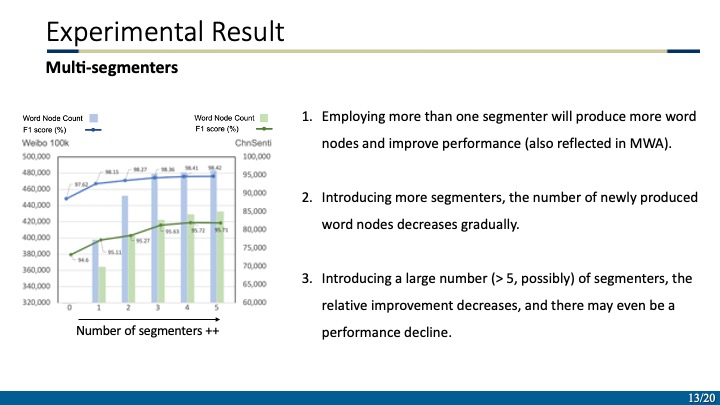 Experimental Result
Multi-segmenters
Word Node Count
F1 score (%)
Weibo 100k
Word Node Count
F1 score (%)
ChnSenti
500,000
480,000
460,000
440,000
420,000
400,000
380,000
360,000
340,000
320,000
100,000
95,000
90,000
85,000
80,000
75,000
70,000
65,000
60,000
97.62
98.15
98.27
98.36
98.41
98.42
94.6
95.11
95.27
95.63
95.72
95.71
0 1 2 3 4 5
Number of segmenters ++
1. Employing more than one segmenter will produce more word
nodes and improve performance (also reflected in MWA).
2. Introducing more segmenters, the number of newly produced
word nodes decreases gradually.
3. Introducing a large number (> 5, possibly) of segmenters, the
relative improvement decreases, and there may even be a
performance decline.
13/20